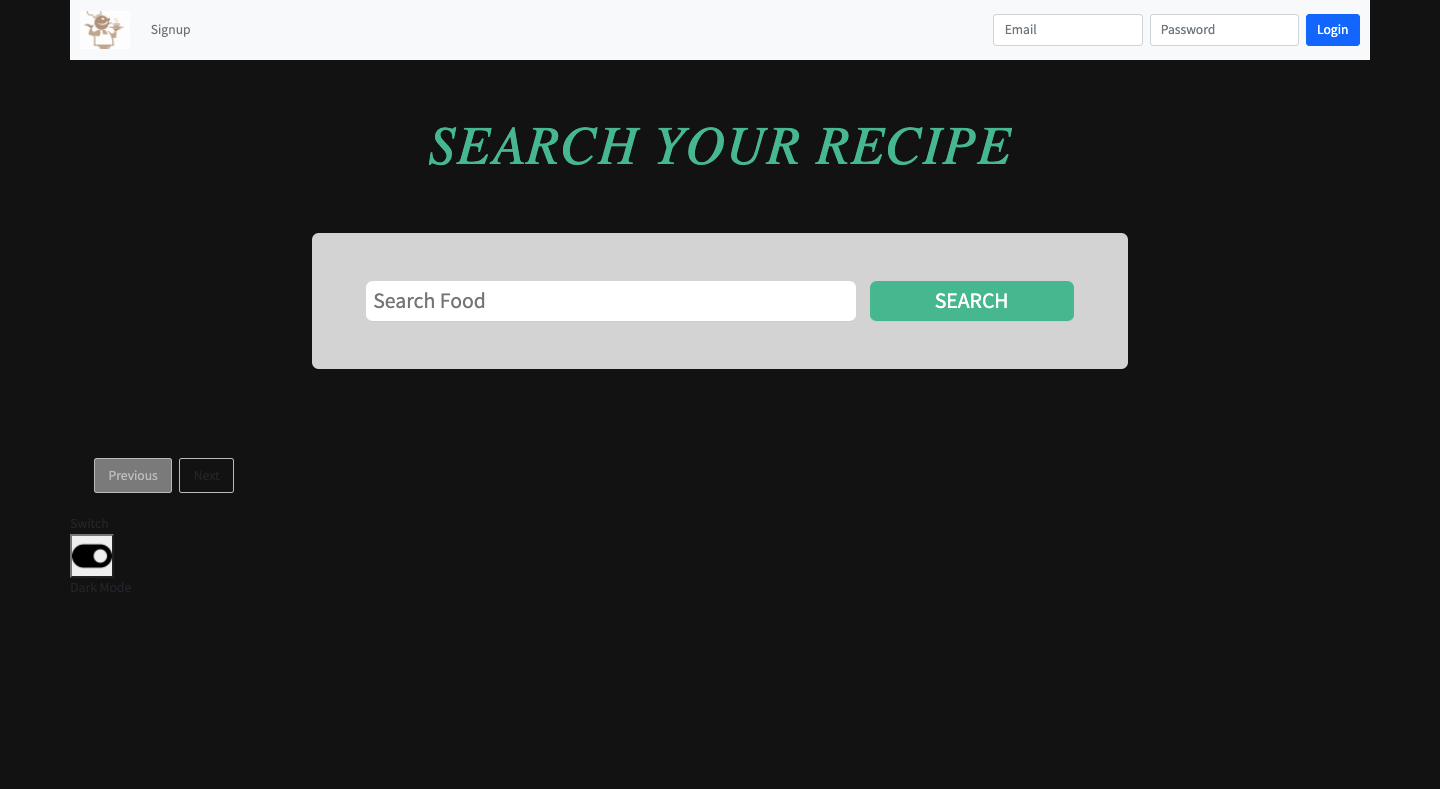 Signup
Email
Password
Login
SEARCH YOUR RECIPE
Search Food
SEARCH
Previous
Next
Switch
Dark Mode